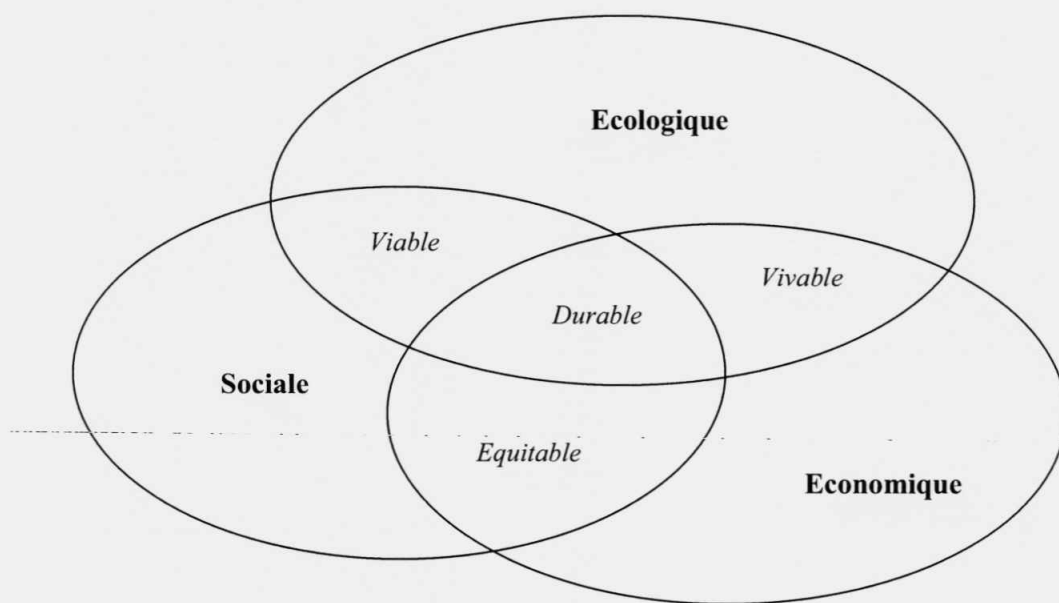 Ecologique
Viable
Vivable
Durable
Sociale
Equitable
Economique